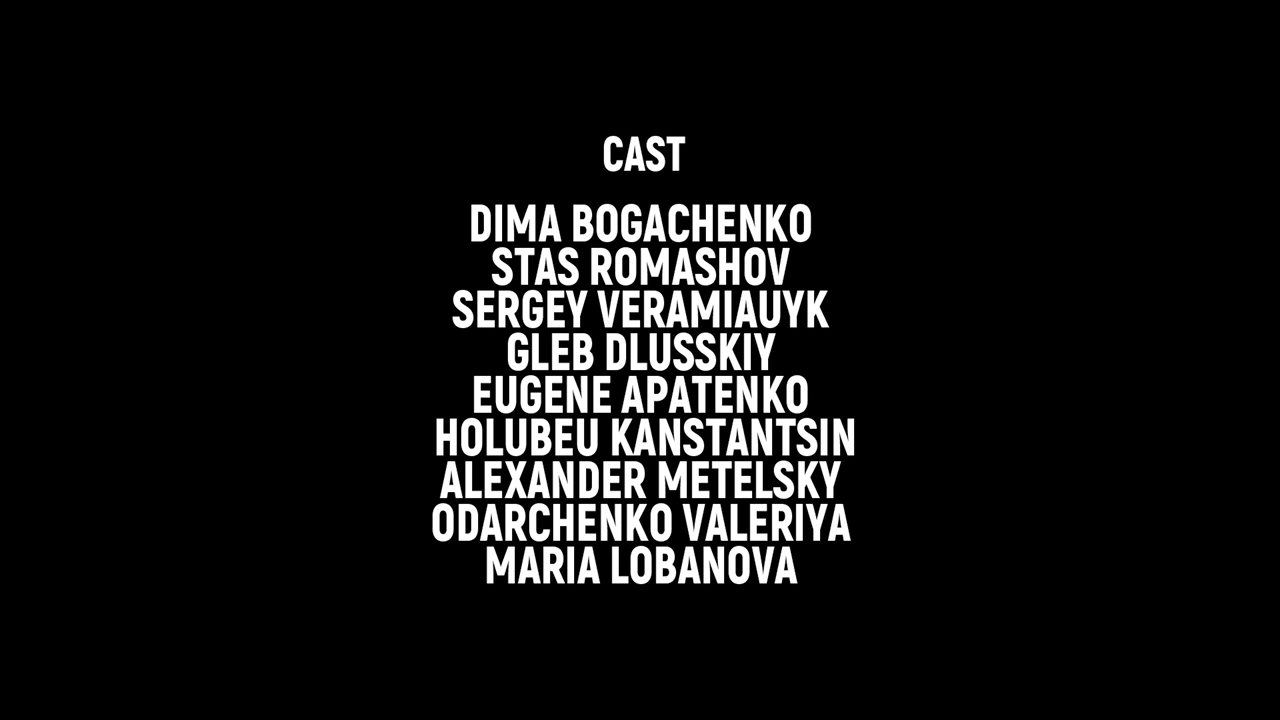 CAST
DIMA BOGACHENKO
STAS ROMASHOV
SERGEY VERAMIAUYK
GLEB DLUSSKIY
EUGENE APATENKO
HOLUBEU KANSTANTSIN
ALEXANDER METELSKY
ODARCHENKO VALERIYA
MARIA LOBANOVA